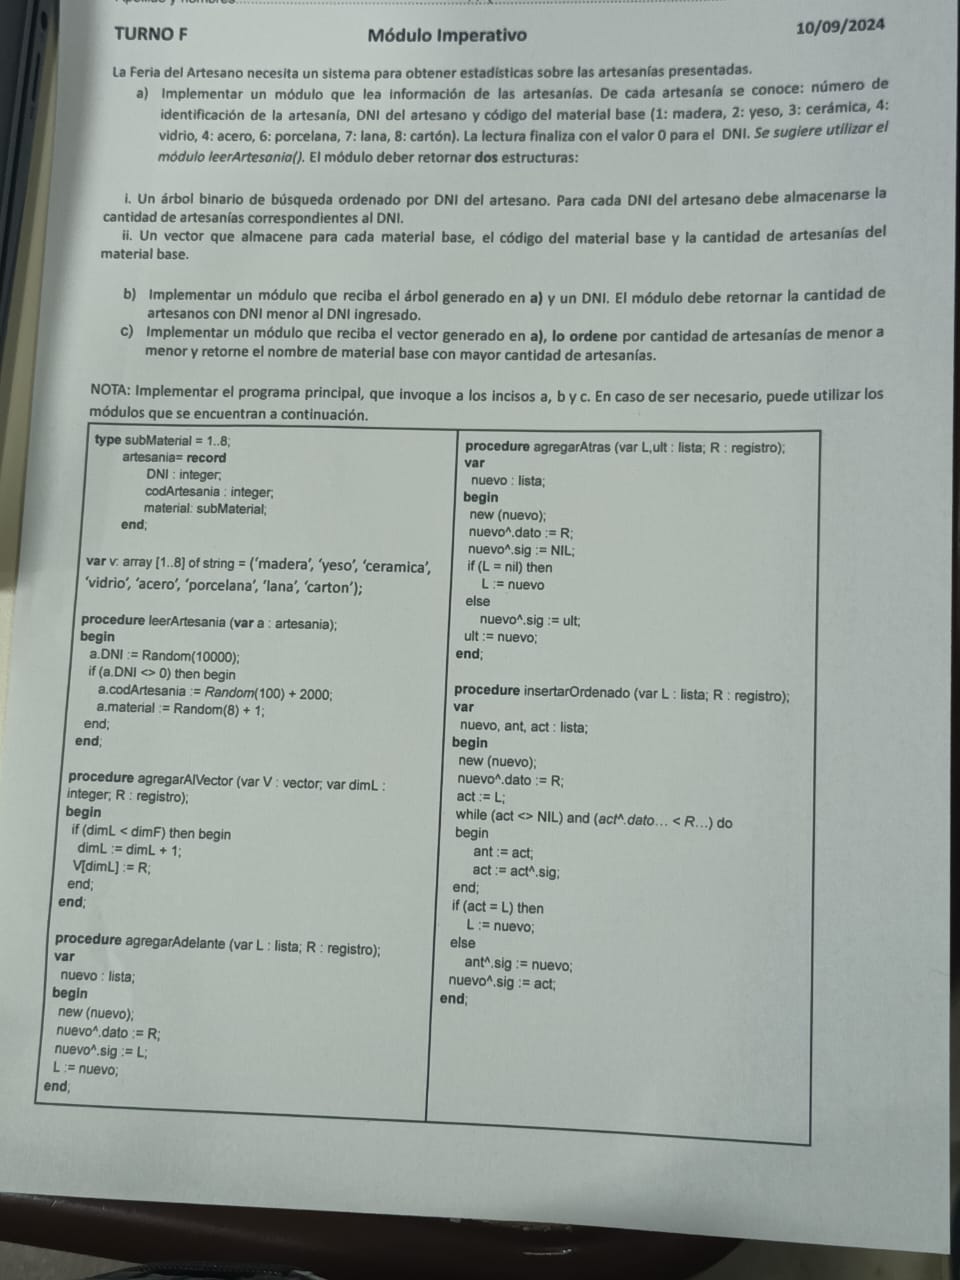 TURNO F
Módulo Imperativo
10/09/2024
La Feria del Artesano necesita un sistema para obtener estadísticas sobre las artesanías presentadas.
a) Implementar un módulo que lea información de las artesanías. De cada artesanía se conoce: número de
identificación de la artesanía, DNI del artesano y código del material base (1: madera, 2: yeso, 3: cerámica, 4:
vidrio, 4: acero, 6: porcelana, 7: lana, 8: cartón). La lectura finaliza con el valor 0 para el DNI. Se sugiere utilizar el
módulo leerArtesania(). El módulo deber retornar dos estructuras:
i. Un árbol binario de búsqueda ordenado por DNI del artesano. Para cada DNI del artesano debe almacenarse la
cantidad de artesanías correspondientes al DNI.
ii. Un vector que almacene para cada material base, el código del material base y la cantidad de artesanías del
material base.
b) Implementar un módulo que reciba el árbol generado en a) y un DNI. El módulo debe retornar la cantidad de
artesanos con DNI menor al DNI ingresado.
c) Implementar un módulo que reciba el vector generado en a), lo ordene por cantidad de artesanías de menor a
menor y retorne el nombre de material base con mayor cantidad de artesanías.
NOTA: Implementar el programa principal, que invoque a los incisos a, b y c. En caso de ser necesario, puede utilizar los
módulos que se encuentran a continuación.
type subMaterial = 1..8;
artesania= record
DNI : integer;
codArtesania : integer;
material: subMaterial;
end;
var v: array [1..8] of string = ('madera', 'yeso', 'ceramica',
'vidrio', 'acero', 'porcelana', 'lana', 'carton');
procedure leerArtesania (var a : artesania);
begin
a.DNI := Random(10000);
if (a.DNI <> 0) then begin
a.codArtesania := Random(100) + 2000;
a.material := Random(8) + 1;
end;
end;
procedure agregarAlVector (var V : vector; var dimL :
integer; R : registro);
begin
if (dimL < dimF) then begin
dimL := dimL + 1;
V[dimL] := R;
end;
end;
procedure agregarAdelante (var L : lista; R : registro);
var
nuevo : lista;
begin
new (nuevo);
nuevo^.dato := R;
nuevo^.sig := L;
L := nuevo;
end;
procedure agregarAtras (var L,ult : lista; R : registro);
var
nuevo : lista;
begin
new (nuevo);
nuevo^.dato := R;
nuevo^.sig := NIL;
if (L = nil) then
L := nuevo
else
nuevo^.sig := ult;
ult := nuevo;
end;
procedure insertarOrdenado (var L : lista; R : registro);
var
nuevo, ant, act : lista;
begin
new (nuevo);
nuevo^.dato := R;
act := L;
while (act <> NIL) and (act^.dato... < R...) do
begin
ant := act;
act := act^.sig;
end;
if (act = L) then
L := nuevo;
else
ant^.sig := nuevo;
nuevo^.sig := act;
end;